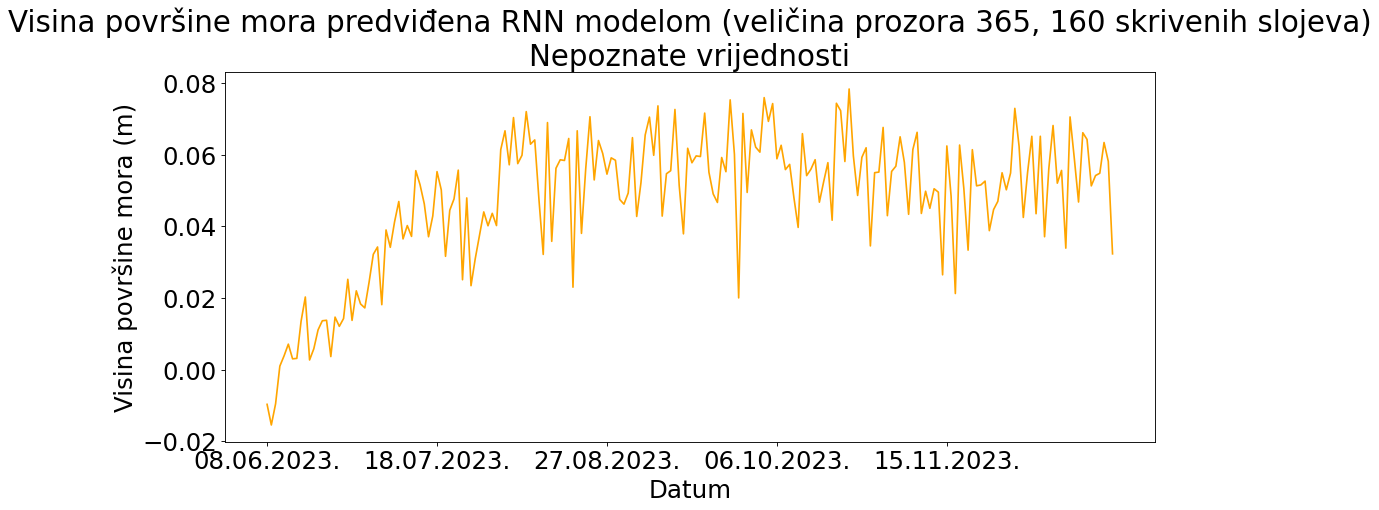 Visina površine mora predviđena RNN modelom (veličina prozora 365, 160 skrivenih slojeva)
Nepoznate vrijednosti
Visina površine mora (m)
0.08
0.06
0.04
0.02
0.00
−0.02
08.06.2023. 18.07.2023. 27.08.2023. 06.10.2023. 15.11.2023.
Datum